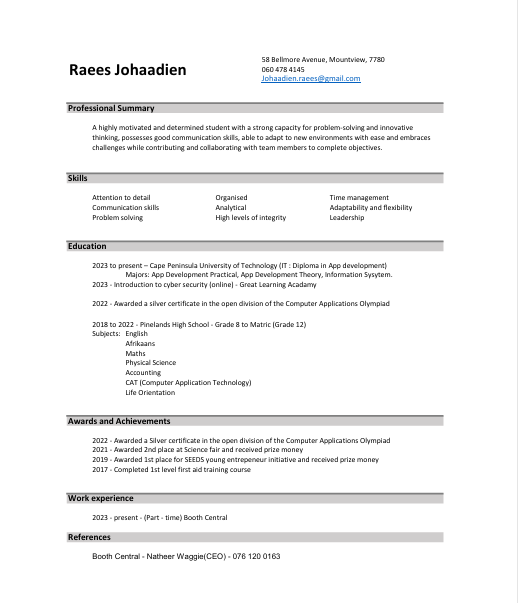 Raees Johaadien
58 Bellmore Avenue, Mountview, 7780
060 478 4145
Johaadien.raees@gmail.com
Professional Summary
A highly motivated and determined student with a strong capacity for problem-solving and innovative
thinking, possesses good communication skills, able to adapt to new environments with ease and embraces
challenges while contributing and collaborating with team members to complete objectives.
Skills
Attention to detail Organised Time management
Communication skills Analytical Adaptability and flexibility
Problem solving High levels of integrity Leadership
Education
2023 to present – Cape Peninsula University of Technology (IT : Diploma in App development)
Majors: App Development Practical, App Development Theory, Information Sysytem.
2023 - Introduction to cyber security (online) - Great Learning Acadamy
2022 - Awarded a silver certificate in the open division of the Computer Applications Olympiad
2018 to 2022 - Pinelands High School - Grade 8 to Matric (Grade 12)
Subjects: English
Afrikaans
Maths
Physical Science
Accounting
CAT (Computer Application Technology)
Life Orientation
Awards and Achievements
2022 - Awarded a Silver certificate in the open division of the Computer Applications Olympiad
2021 - Awarded 2nd place at Science fair and received prize money
2019 - Awarded 1st place for SEEDS young entrepeneur initiative and received prize money
2017 - Completed 1st level first aid training course
Work experience
2023 - present - (Part - time) Booth Central
References
Booth Central - Natheer Waggie(CEO) - 076 120 0163